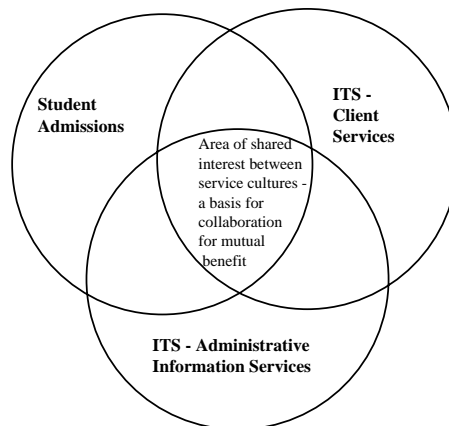 Student
Admissions
ITS -
Client
Services
Area of shared
interest between
service cultures -
a basis for
collaboration
for mutual
benefit
ITS - Administrative
Information Services